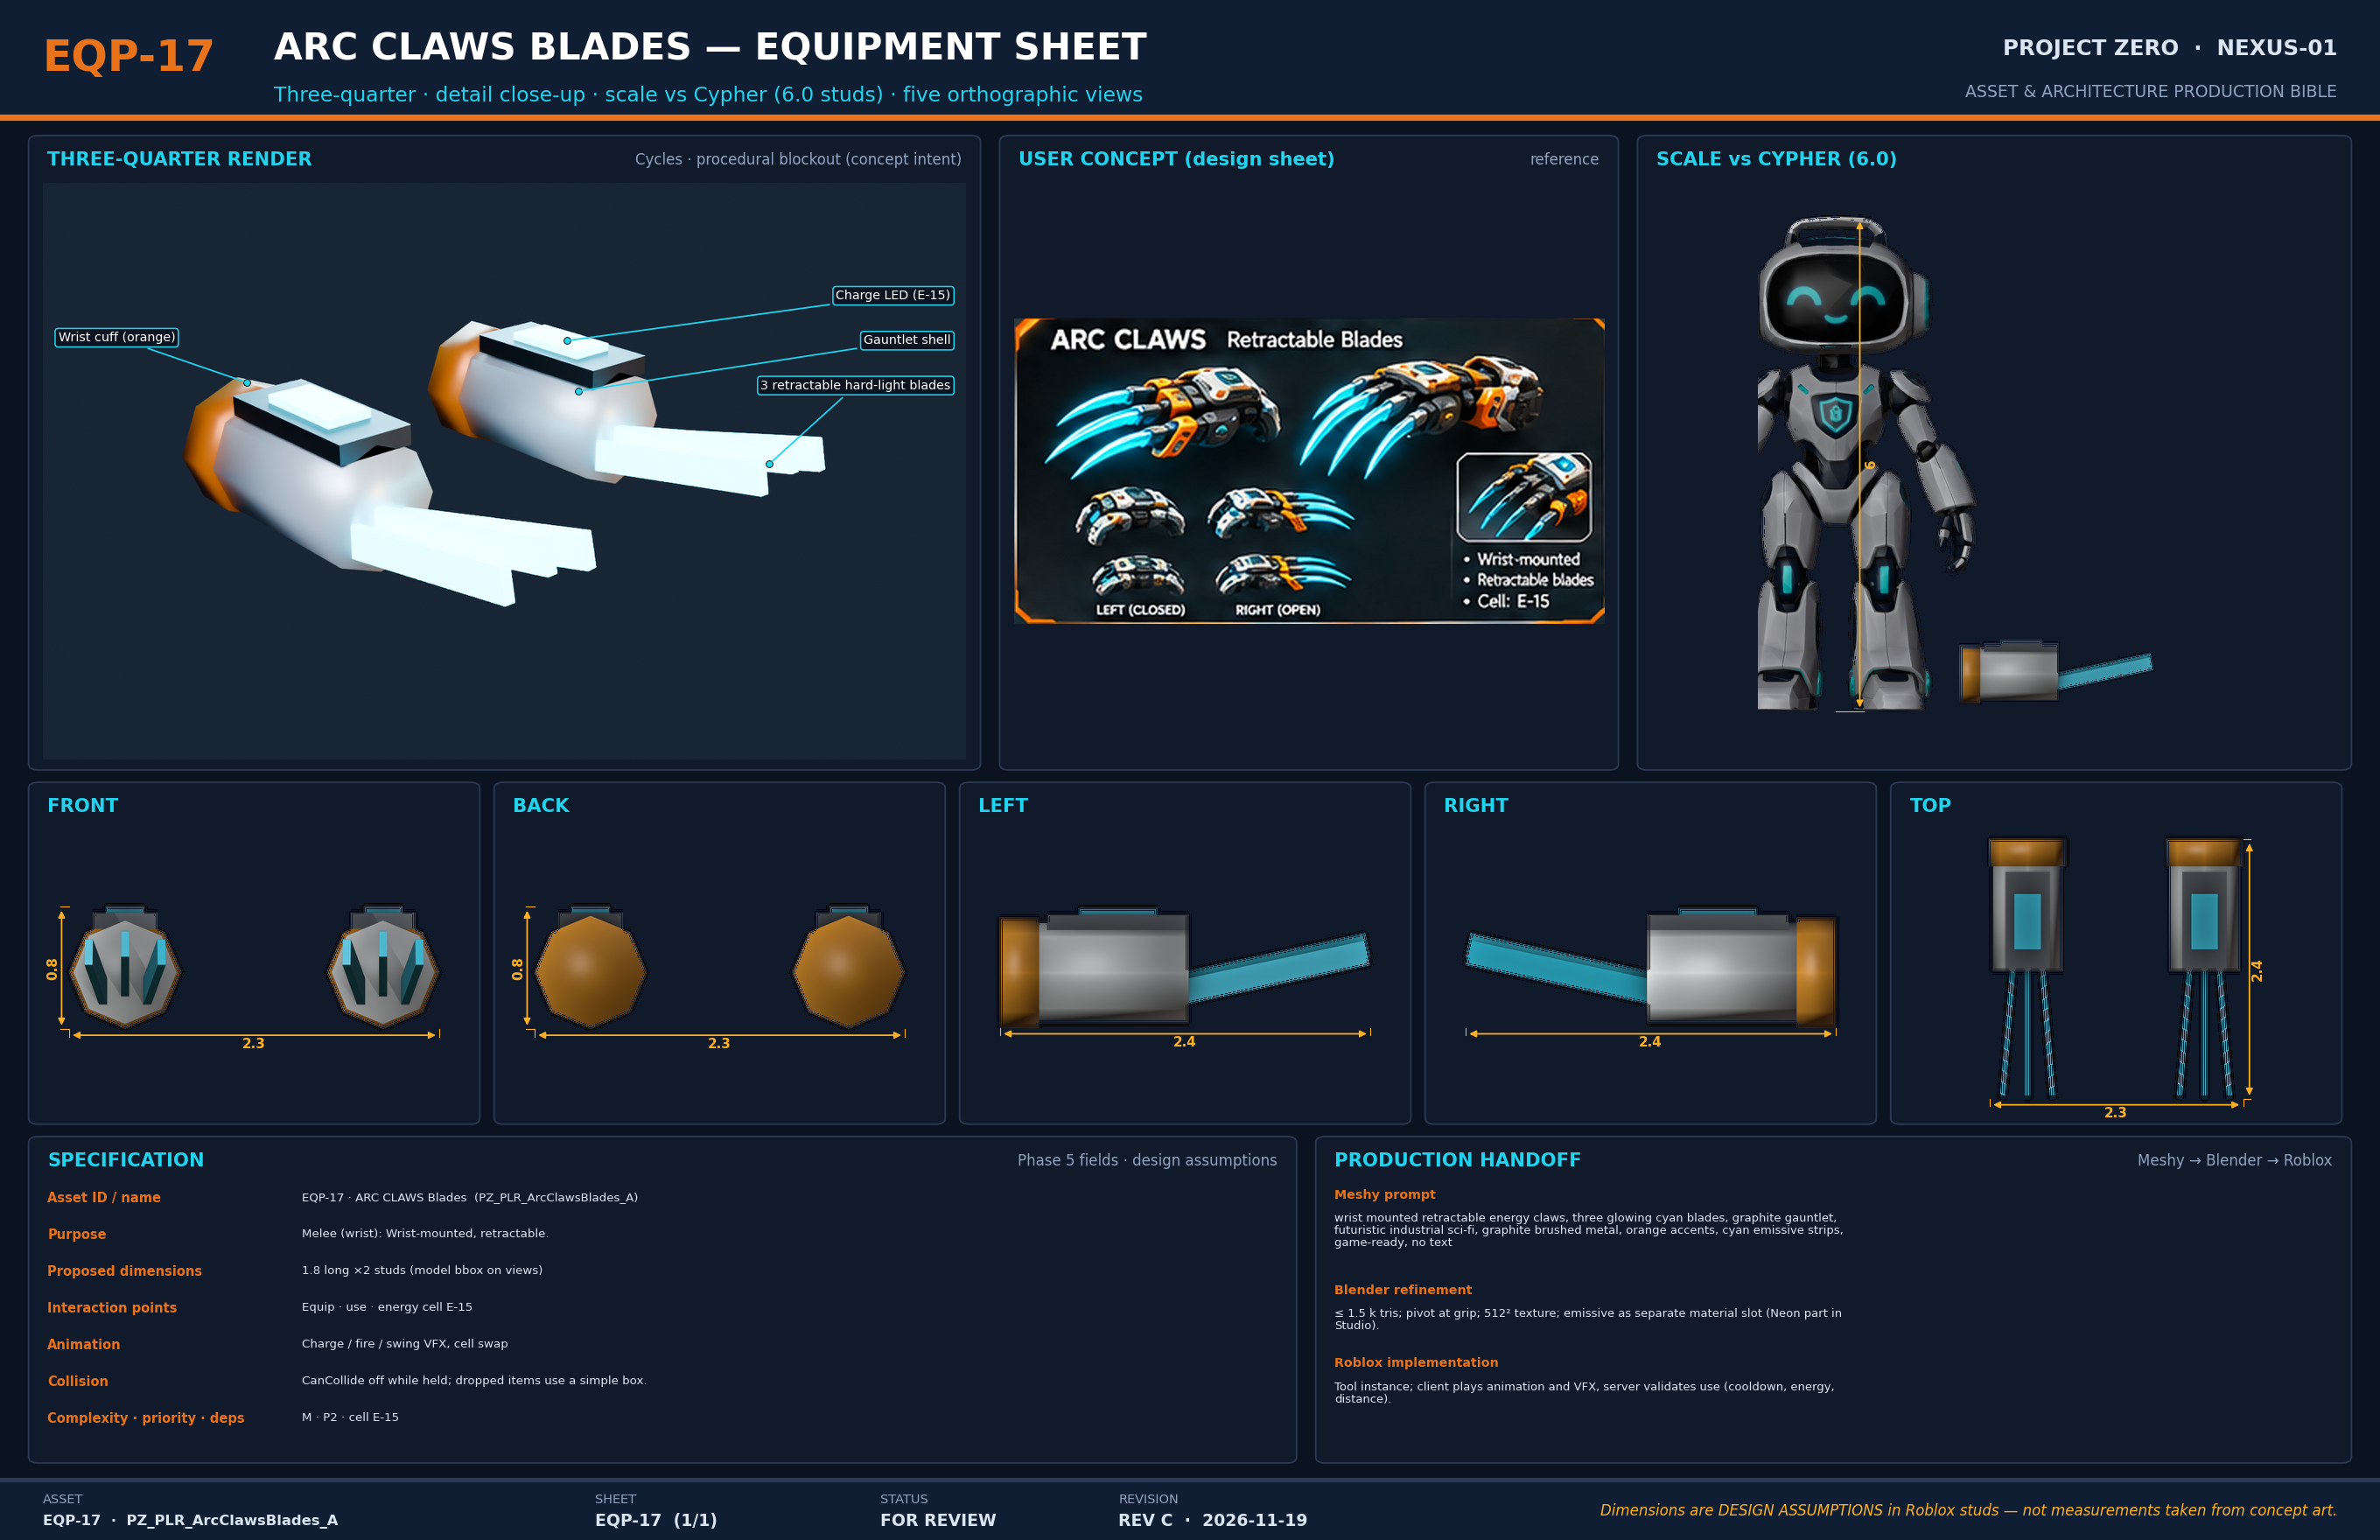 EQP-17
ARC CLAWS BLADES — EQUIPMENT SHEET
Three-quarter · detail close-up · scale vs Cypher (6.0 studs) · five orthographic views
PROJECT ZERO · NEXUS-01
ASSET & ARCHITECTURE PRODUCTION BIBLE
THREE-QUARTER RENDER
Cycles · procedural blockout (concept intent)
Charge LED (E-15)
Wrist cuff (orange)
Gauntlet shell
3 retractable hard-light blades
USER CONCEPT (design sheet)
reference
ARC CLAWS Retractable Blades
• Wrist-mounted
• Retractable blades
• Cell: E-15
LEFT (CLOSED)
RIGHT (OPEN)
SCALE vs CYPHER (6.0)
6
FRONT
0.8
2.3
BACK
0.8
2.3
LEFT
2.4
RIGHT
2.4
TOP
2.4
2.3
SPECIFICATION
Phase 5 fields · design assumptions
Asset ID / name
EQP-17 · ARC CLAWS Blades (PZ_PLR_ArcClawsBlades_A)
Purpose
Melee (wrist): Wrist-mounted, retractable.
Proposed dimensions
1.8 long ×2 studs (model bbox on views)
Interaction points
Equip · use · energy cell E-15
Animation
Charge / fire / swing VFX, cell swap
Collision
CanCollide off while held; dropped items use a simple box.
Complexity · priority · deps
M · P2 · cell E-15
PRODUCTION HANDOFF
Meshy → Blender → Roblox
Meshy prompt
wrist mounted retractable energy claws, three glowing cyan blades, graphite gauntlet,
futuristic industrial sci-fi, graphite brushed metal, orange accents, cyan emissive strips,
game-ready, no text
Blender refinement
≤ 1.5 k tris; pivot at grip; 512² texture; emissive as separate material slot (Neon part in
Studio).
Roblox implementation
Tool instance; client plays animation and VFX, server validates use (cooldown, energy,
distance).
ASSET
EQP-17 · PZ_PLR_ArcClawsBlades_A
SHEET
EQP-17 (1/1)
STATUS
FOR REVIEW
REVISION
REV C · 2026-11-19
Dimensions are DESIGN ASSUMPTIONS in Roblox studs — not measurements taken from concept art.